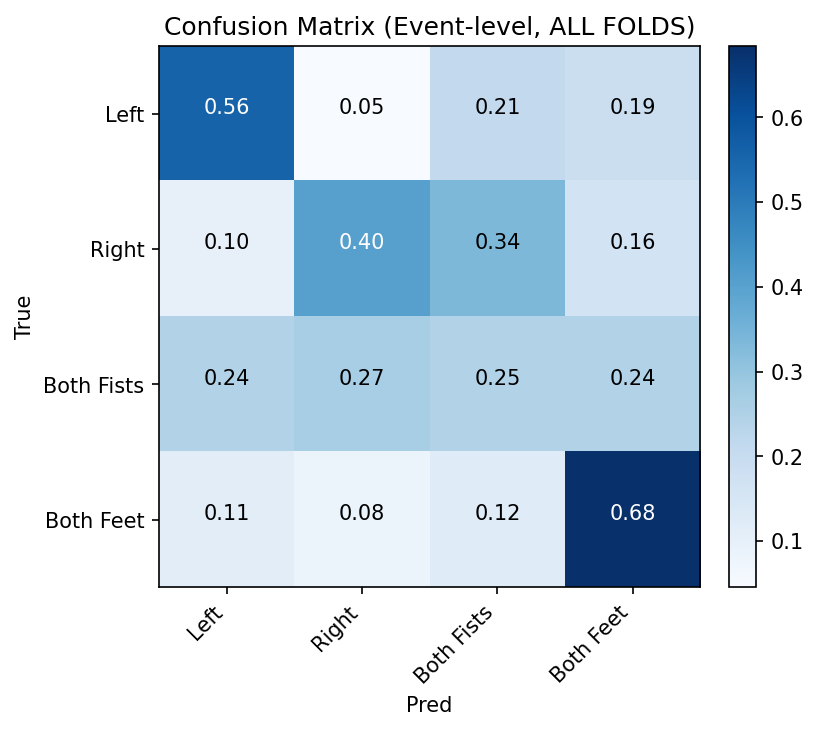 Confusion Matrix (Event-level, ALL FOLDS)
True
Left
0.56 0.05 0.21 0.19
Right
0.10 0.40 0.34 0.16
Both Fists
0.24 0.27 0.25 0.24
Both Feet
0.11 0.08 0.12 0.68
Left
Right
Both Fists
Both Feet
Pred
0.6
0.5
0.4
0.3
0.2
0.1